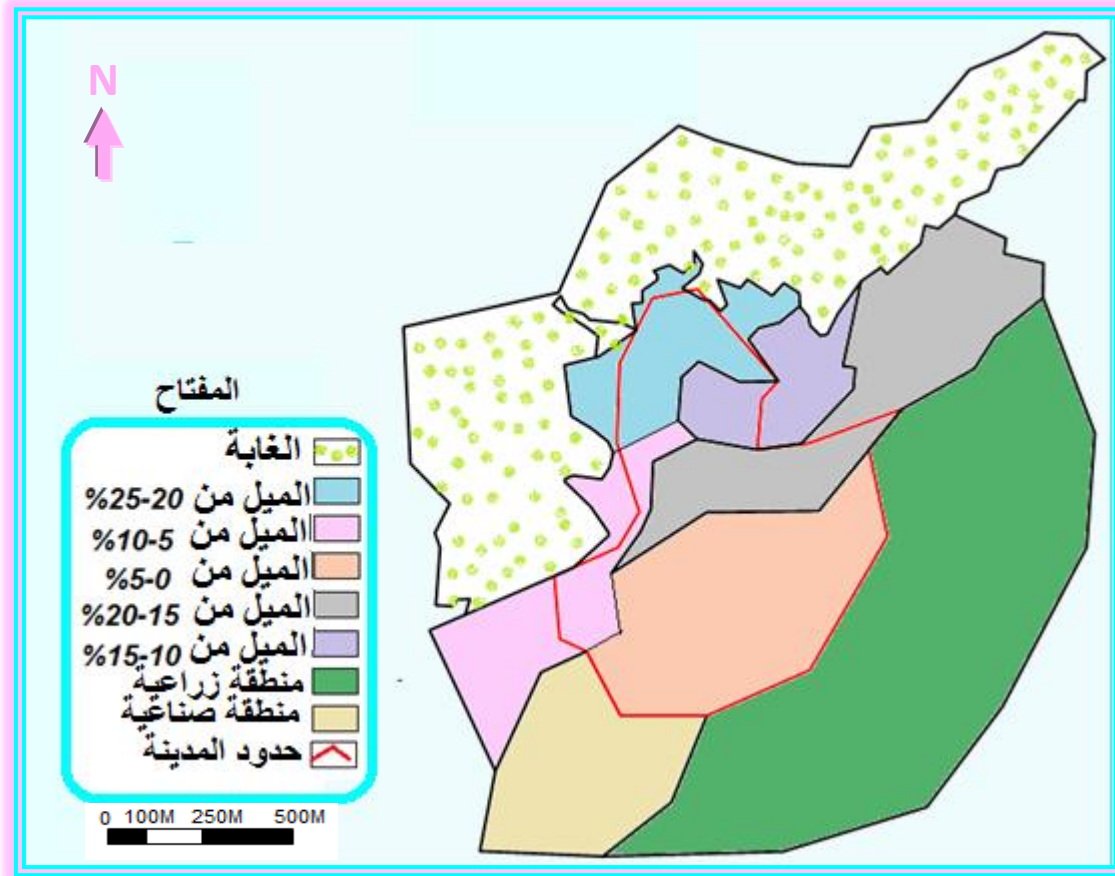 N
المفتاح
الغابة
الميل من 20-25%
الميل من 5-10%
الميل من 0-5%
الميل من 15-20%
الميل من 10-15%
منطقة زراعية
منطقة صناعية
حدود المدينة
0 100M 250M 500M